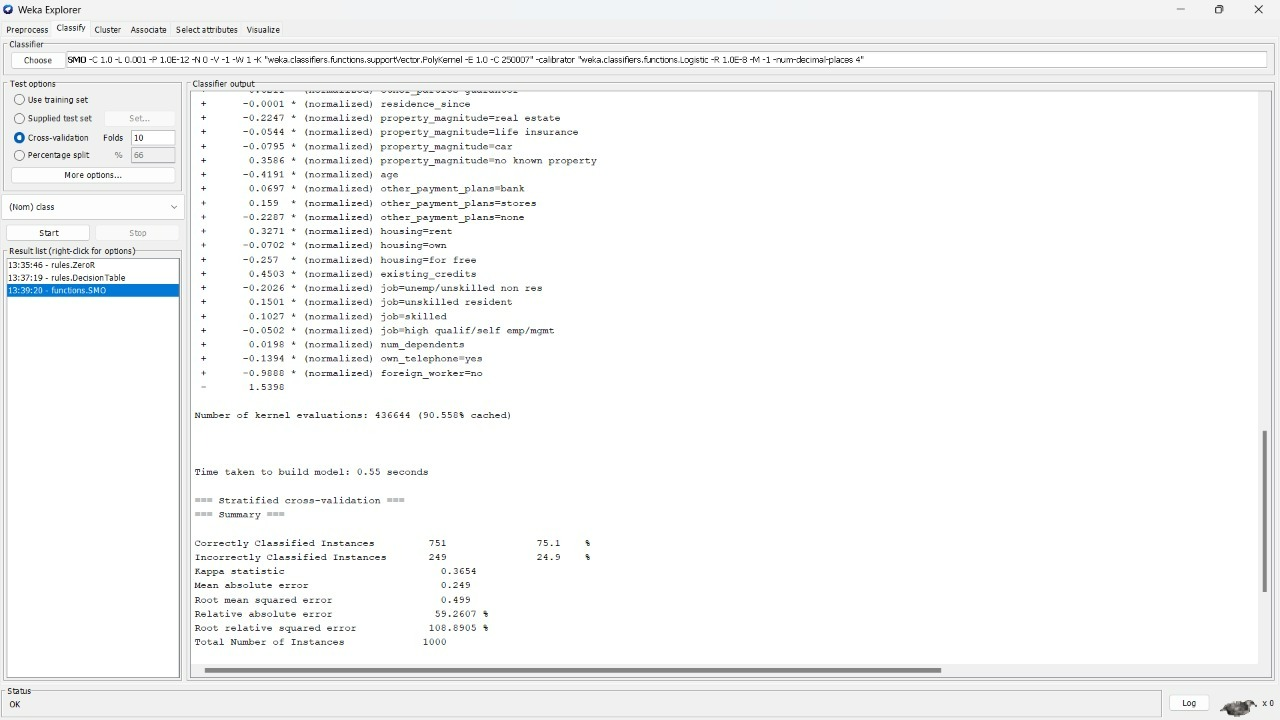 Weka Explorer
Preprocess Classify Cluster Associate Select attributes Visualize
Classifier
Choose SMO -C 1.0 -L 0.001 -P 1.0E-12 -N 0 -V -1 -W 1 -K "weka.classifiers.functions.supportVector.PolyKernel -E 1.0 -C 250007" -calibrator "weka.classifiers.functions.Logistic -R 1.0E-8 -M -1 -num-decimal-places 4"
Test options
Use training set
Supplied test set Set...
Cross-validation Folds 10
Percentage split % 66
More options...
(Nom) class
Start Stop
Result list (right-click for options)
13:35:46 - rules.ZeroR
13:37:19 - rules.DecisionTable
13:39:20 - functions.SMO
Classifier output
+ -0.0001 * (normalized) residence_since
+ -0.2247 * (normalized) property_magnitude=real estate
+ -0.0544 * (normalized) property_magnitude=life insurance
+ -0.0795 * (normalized) property_magnitude=car
+ 0.3586 * (normalized) property_magnitude=no known property
+ -0.4191 * (normalized) age
+ 0.0697 * (normalized) other_payment_plans=bank
+ 0.159 * (normalized) other_payment_plans=stores
+ -0.2287 * (normalized) other_payment_plans=none
+ 0.3271 * (normalized) housing=rent
+ -0.0702 * (normalized) housing=own
+ -0.257 * (normalized) housing=for free
+ 0.4503 * (normalized) existing_credits
+ -0.2026 * (normalized) job=unemp/unskilled non res
+ 0.1501 * (normalized) job=unskilled resident
+ 0.1027 * (normalized) job=skilled
+ -0.0502 * (normalized) job=high qualif/self emp/mgmt
+ 0.0198 * (normalized) num_dependents
+ -0.1394 * (normalized) own_telephone=yes
+ -0.9888 * (normalized) foreign_worker=no
- 1.5398
Number of kernel evaluations: 436644 (90.558% cached)
Time taken to build model: 0.55 seconds
=== Stratified cross-validation ===
=== Summary ===
Correctly Classified Instances 751 75.1 %
Incorrectly Classified Instances 249 24.9 %
Kappa statistic 0.3654
Mean absolute error 0.249
Root mean squared error 0.499
Relative absolute error 59.2607 %
Root relative squared error 108.8905 %
Total Number of Instances 1000
Status
OK
Log x 0